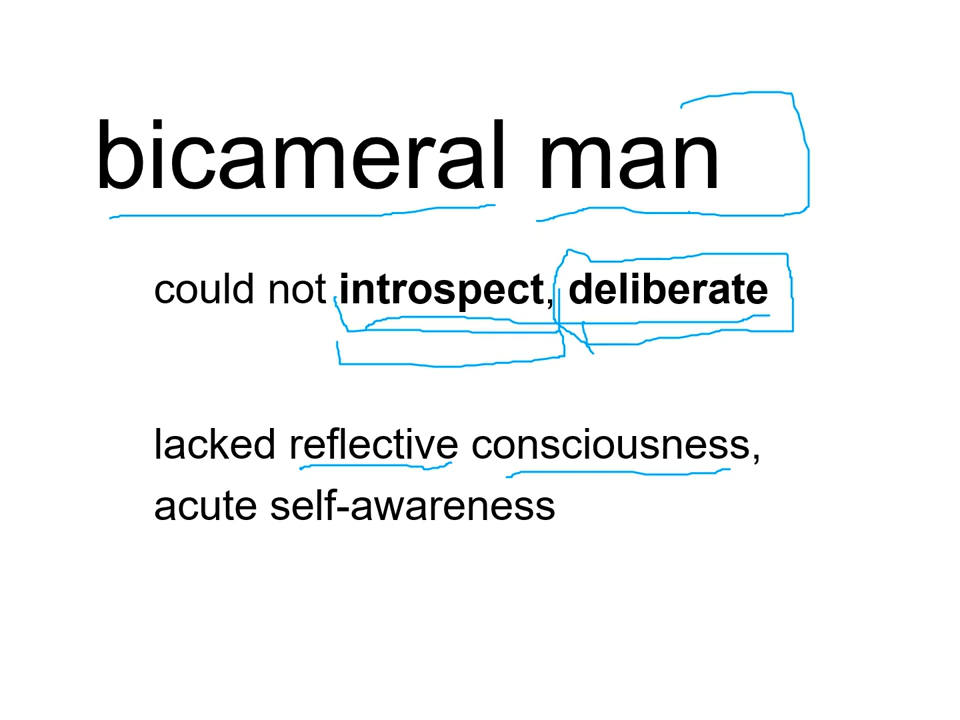 bicameral man
could not introspect, deliberate
lacked reflective consciousness,
acute self-awareness